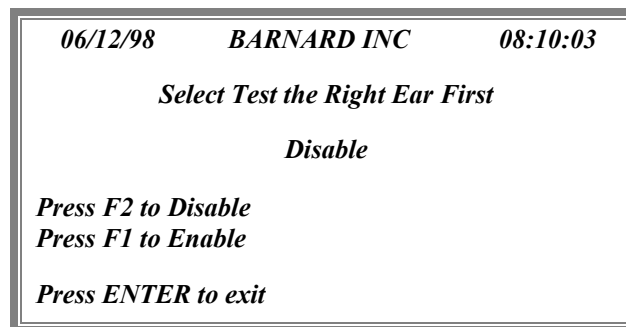 06/12/98 BARNARD INC 08:10:03
Select Test the Right Ear First
Disable
Press F2 to Disable
Press F1 to Enable
Press ENTER to exit